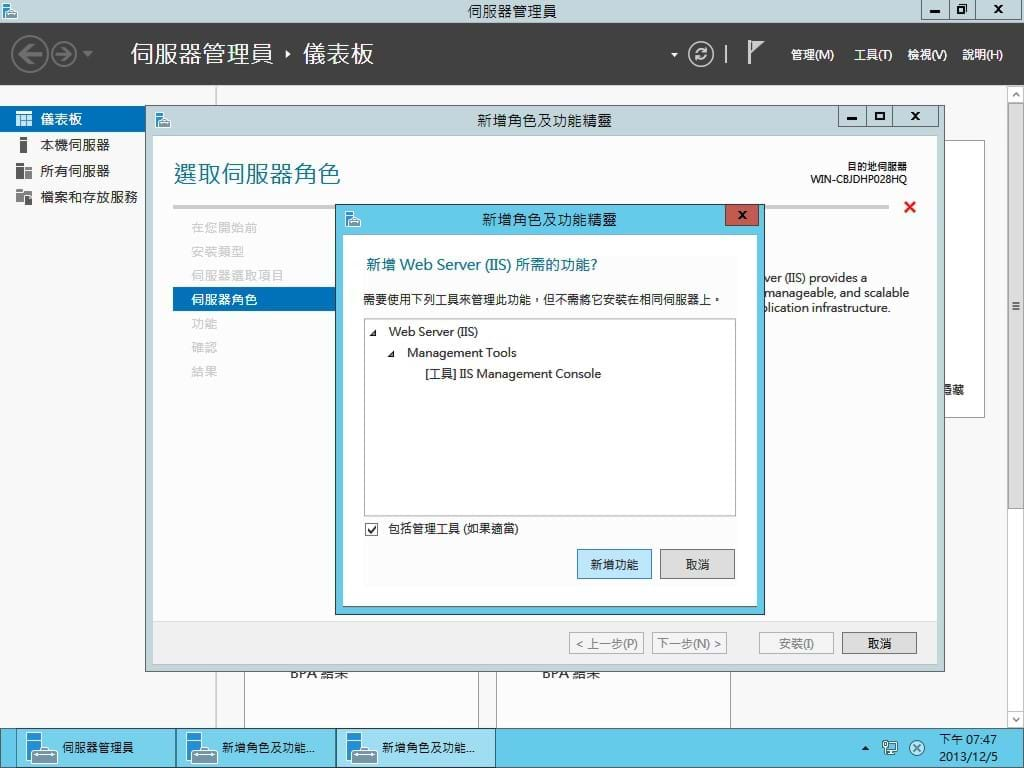 伺服器管理員
伺服器管理員 ‣ 儀表板
管理(M) 工具(T) 檢視(V) 說明(H)
儀表板
本機伺服器
所有伺服器
檔案和存放服務
新增角色及功能精靈
選取伺服器角色
目的地伺服器
WIN-CBJDHP028HQ
在您開始前
安裝類型
伺服器選取項目
伺服器角色
功能
確認
結果
ver (IIS) provides a
manageable, and scalable
plication infrastructure.
新增角色及功能精靈
新增 Web Server (IIS) 所需的功能?
需要使用下列工具來管理此功能，但不需將它安裝在相同伺服器上。
Web Server (IIS)
Management Tools
[工具] IIS Management Console
包括管理工具 (如果適當)
新增功能 取消
< 上一步(P) 下一步(N) > 安裝(I) 取消
BPA 結果 BPA 結果
伺服器管理員 新增角色及功能... 新增角色及功能...
下午 07:47
2013/12/5